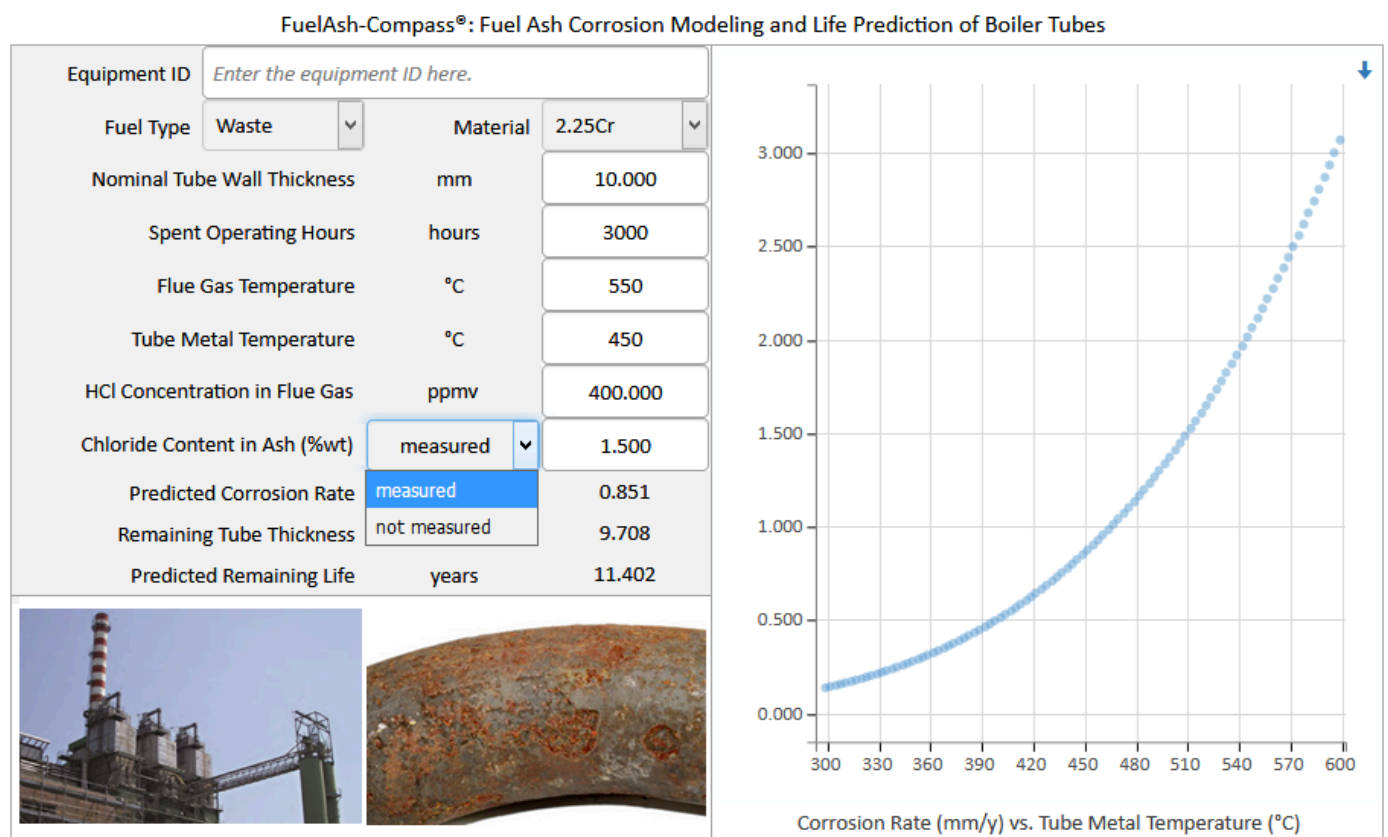 FuelAsh-Compass®: Fuel Ash Corrosion Modeling and Life Prediction of Boiler Tubes
Equipment ID Enter the equipment ID here.
Fuel Type Waste Material 2.25Cr
Nominal Tube Wall Thickness mm 10.000
Spent Operating Hours hours 3000
Flue Gas Temperature °C 550
Tube Metal Temperature °C 450
HCl Concentration in Flue Gas ppmv 400.000
Chloride Content in Ash (%wt) measured 1.500
Predicted Corrosion Rate measured 0.851
Remaining Tube Thickness not measured 9.708
Predicted Remaining Life years 11.402
3.000
2.500
2.000
1.500
1.000
0.500
0.000
300 330 360 390 420 450 480 510 540 570 600
Corrosion Rate (mm/y) vs. Tube Metal Temperature (°C)